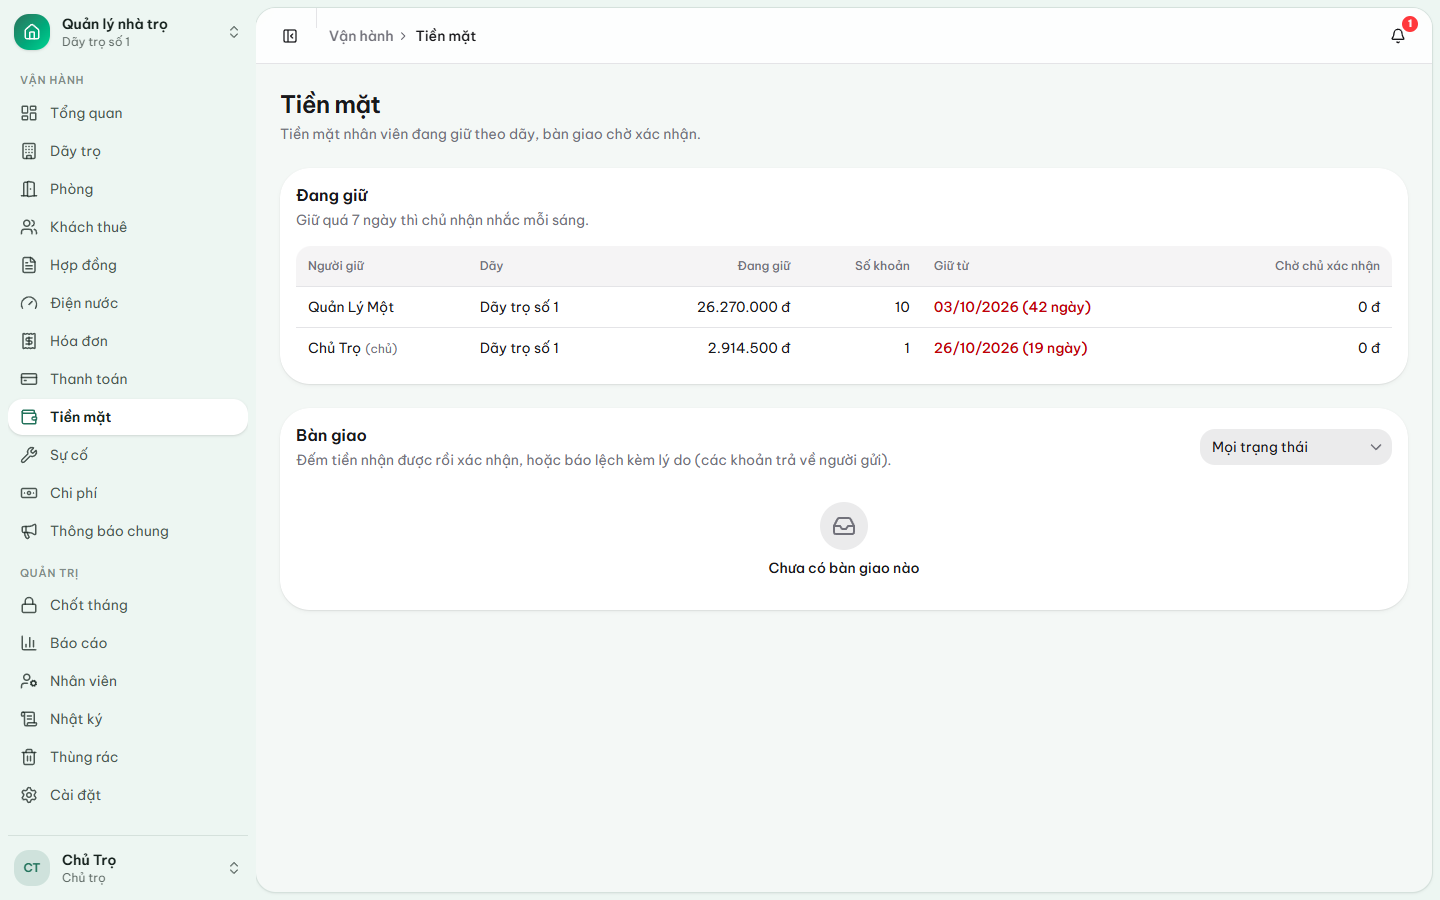 Quản lý nhà trọ
Dãy trọ số 1
VẬN HÀNH
Tổng quan
Dãy trọ
Phòng
Khách thuê
Hợp đồng
Điện nước
Hóa đơn
Thanh toán
Tiền mặt
Sự cố
Chi phí
Thông báo chung
QUẢN TRỊ
Chốt tháng
Báo cáo
Nhân viên
Nhật ký
Thùng rác
Cài đặt
CT
Chủ Trọ
Chủ trọ
Vận hành > Tiền mặt
1
Tiền mặt
Tiền mặt nhân viên đang giữ theo dãy, bàn giao chờ xác nhận.
Đang giữ
Giữ quá 7 ngày thì chủ nhận nhắc mỗi sáng.
Người giữ Dãy Đang giữ Số khoản Giữ từ Chờ chủ xác nhận
Quản Lý Một Dãy trọ số 1 26.270.000 đ 10 03/10/2026 (42 ngày) 0 đ
Chủ Trọ (chủ) Dãy trọ số 1 2.914.500 đ 1 26/10/2026 (19 ngày) 0 đ
Bàn giao
Đếm tiền nhận được rồi xác nhận, hoặc báo lệch kèm lý do (các khoản trả về người gửi).
Mọi trạng thái
Chưa có bàn giao nào